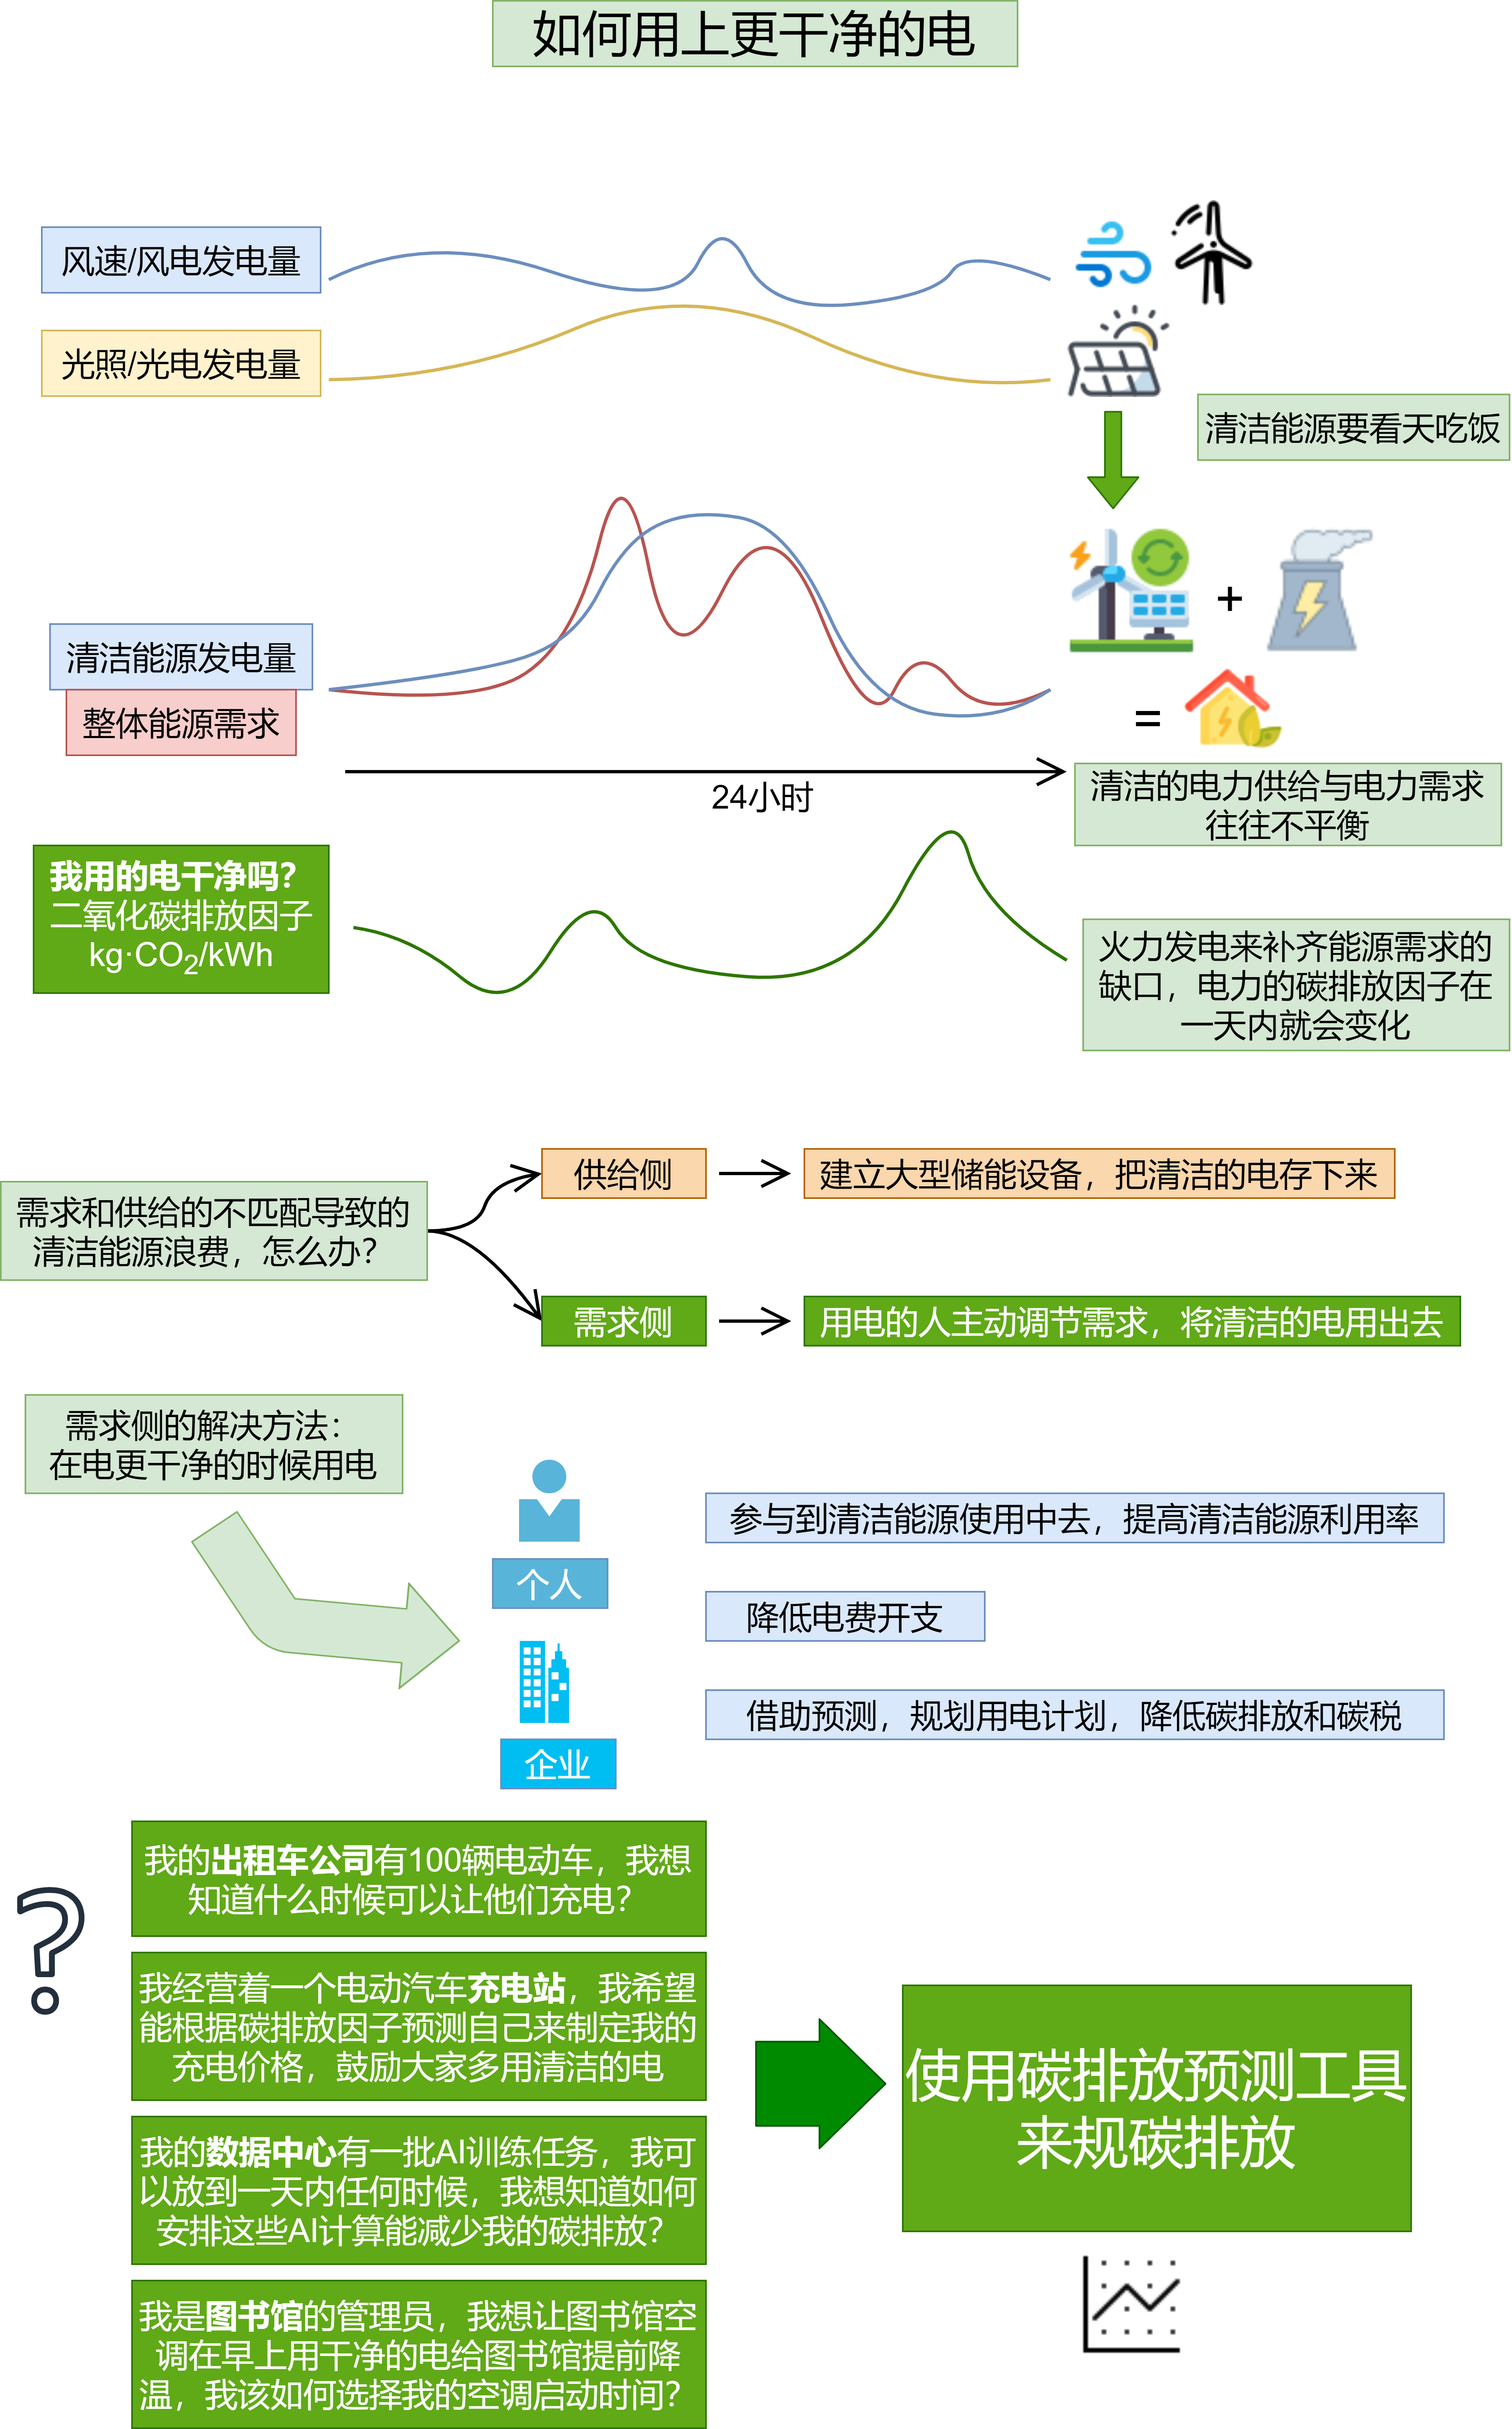 如何用上更干净的电
风速/风电发电量
光照/光电发电量
清洁能源要看天吃饭
清洁能源发电量
整体能源需求
+
=
24小时
清洁的电力供给与电力需求
往往不平衡
我用的电干净吗？
二氧化碳排放因子
kg·CO₂/kWh
火力发电来补齐能源需求的
缺口，电力的碳排放因子在
一天内就会变化
需求和供给的不匹配导致的
清洁能源浪费，怎么办？
供给侧
建立大型储能设备，把清洁的电存下来
需求侧
用电的人主动调节需求，将清洁的电用出去
需求侧的解决方法：
在电更干净的时候用电
个人
企业
参与到清洁能源使用中去，提高清洁能源利用率
降低电费开支
借助预测，规划用电计划，降低碳排放和碳税
我的出租车公司有100辆电动车，我想
知道什么时候可以让他们充电？
我经营着一个电动汽车充电站，我希望
能根据碳排放因子预测自己来制定我的
充电价格，鼓励大家多用清洁的电
我的数据中心有一批AI训练任务，我可
以放到一天内任何时候，我想知道如何
安排这些AI计算能减少我的碳排放？
我是图书馆的管理员，我想让图书馆空
调在早上用干净的电给图书馆提前降
温，我该如何选择我的空调启动时间？
使用碳排放预测工具
来规碳排放